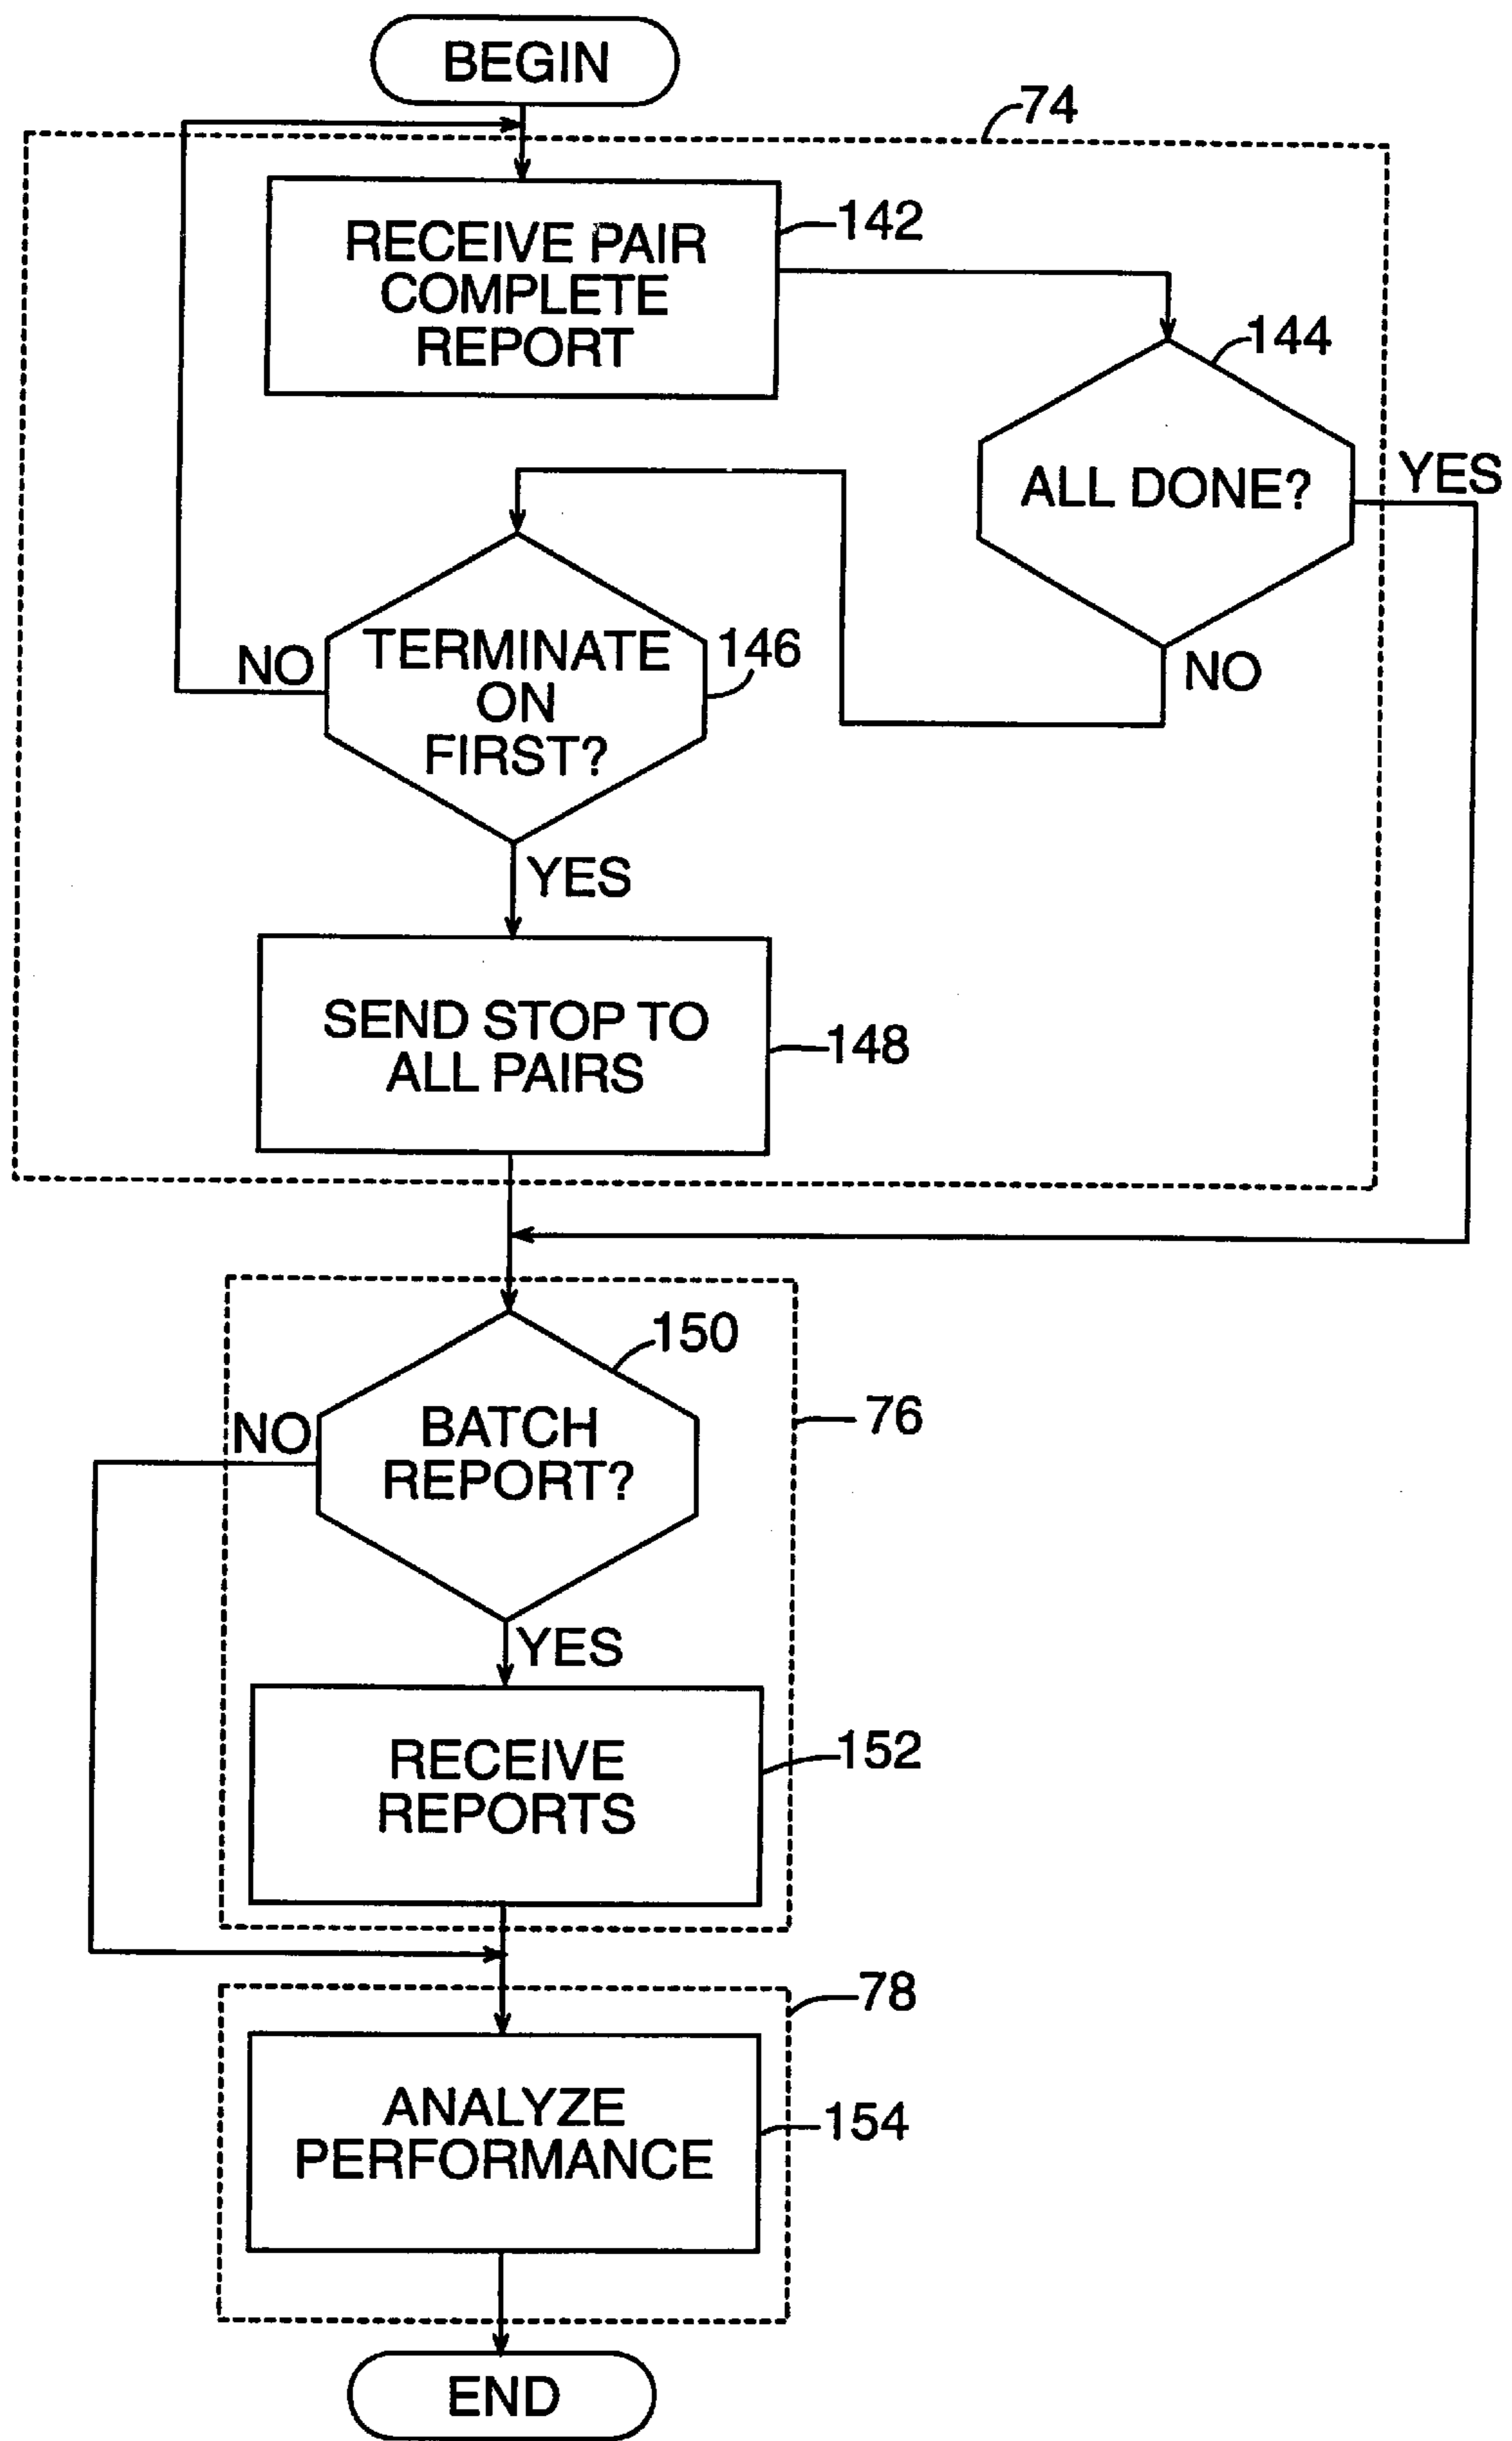 BEGIN
74
RECEIVE PAIR
COMPLETE
REPORT
142
144
ALL DONE?
YES
NO
TERMINATE
ON
FIRST?
146
NO
YES
SEND STOP TO
ALL PAIRS
148
150
BATCH
REPORT?
NO
76
YES
RECEIVE
REPORTS
152
78
ANALYZE
PERFORMANCE
154
END